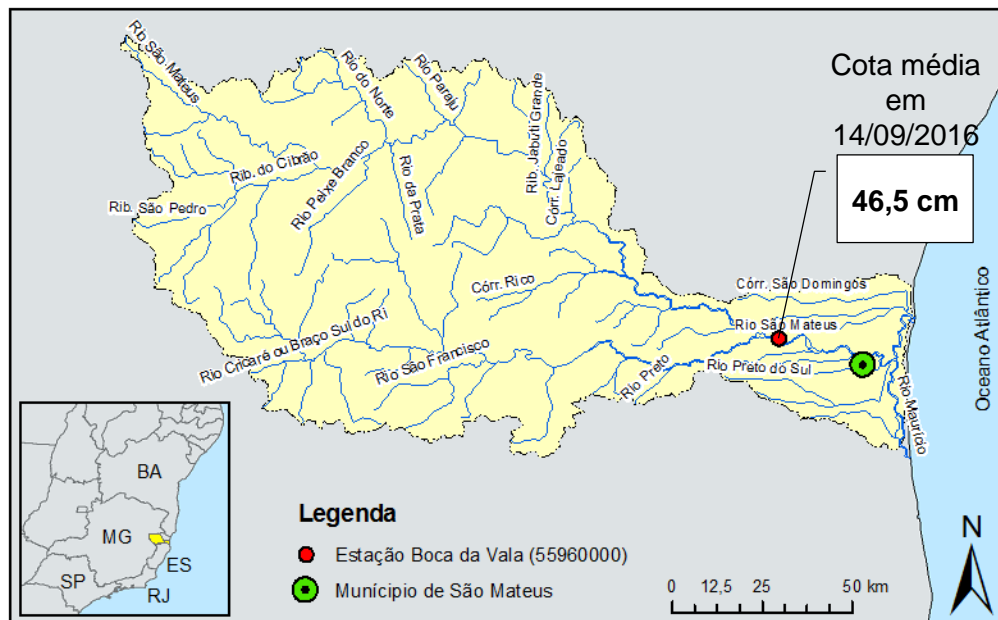 Rib. São Mateus
Rio do Norte
Rio Paraju
Rib. Jabuti Grande
Córr. Lajeado
Cota média
em
14/09/2016
46,5 cm
Rib. do Cibrão
Rio Peixe Branco
Rio da Prata
Rib. São Pedro
Córr. Rico
Córr. São Domingos
Rio São Mateus
Rio Cricaré ou Braço Sul do Ri
Rio São Francisco
Rio Preto
Rio Preto do Sul
Rio Maurício
Oceano Atlântico
BA
MG
ES
SP
RJ
Legenda
Estação Boca da Vala (55960000)
Munícipio de São Mateus
N
0 12,5 25 50 km